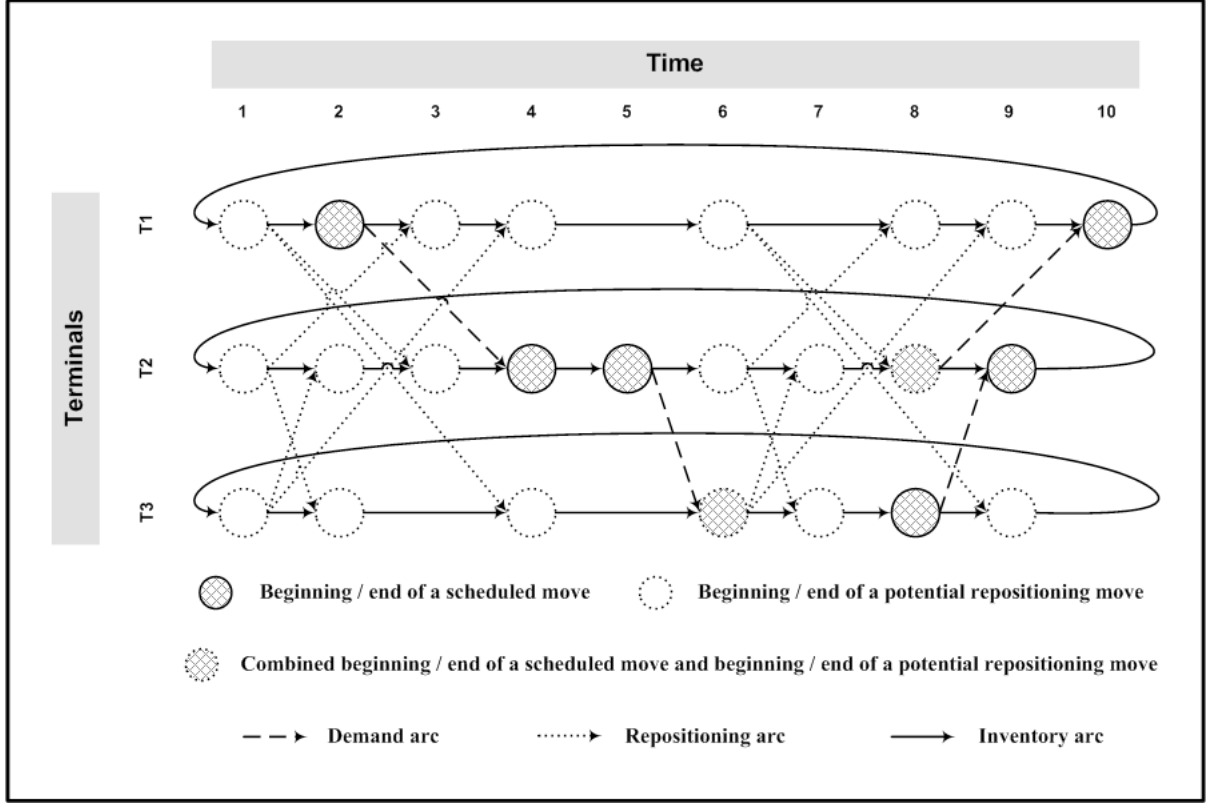 Time
1 2 3 4 5 6 7 8 9 10
Terminals
T1
T2
T3
Beginning / end of a scheduled move
Beginning / end of a potential repositioning move
Combined beginning / end of a scheduled move and beginning / end of a potential repositioning move
Demand arc
Repositioning arc
Inventory arc